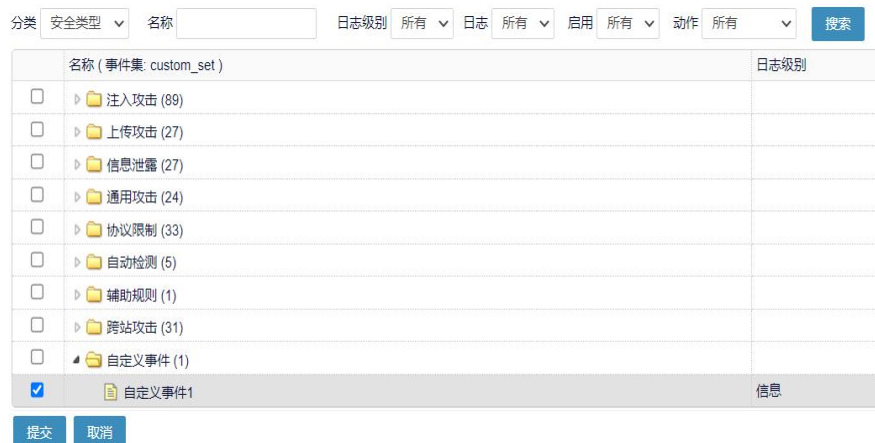 分类 安全类型 名称 日志级别 所有 日志 所有 启用 所有 动作 所有 搜索
名称 ( 事件集: custom_set ) 日志级别
注入攻击 (89)
上传攻击 (27)
信息泄露 (27)
通用攻击 (24)
协议限制 (33)
自动检测 (5)
辅助规则 (1)
跨站攻击 (31)
自定义事件 (1)
自定义事件1 信息
提交 取消